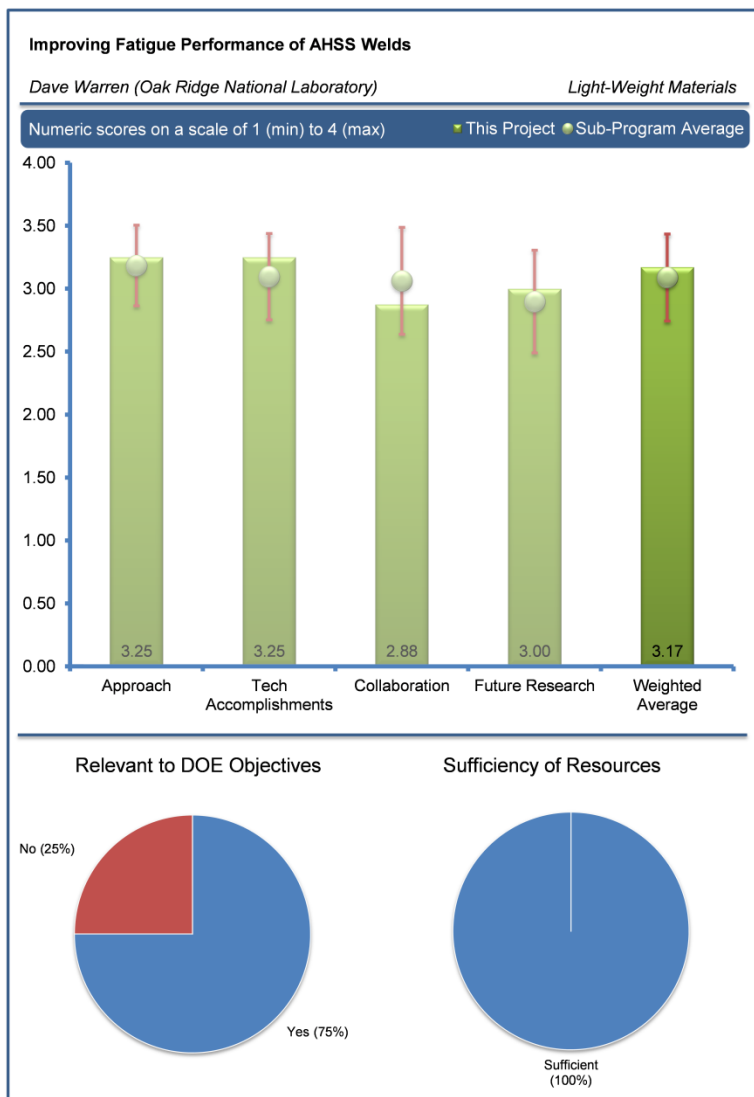 Improving Fatigue Performance of AHSS Welds
Dave Warren (Oak Ridge National Laboratory) Light-Weight Materials
Numeric scores on a scale of 1 (min) to 4 (max) This Project Sub-Program Average
4.00
3.50
3.00
2.50
2.00
1.50
1.00
0.50
0.00
3.25 3.25 2.88 3.00 3.17
Approach Tech Collaboration Future Research Weighted
Accomplishments Average
Relevant to DOE Objectives Sufficiency of Resources
No (25%)
Yes (75%)
Sufficient
(100%)